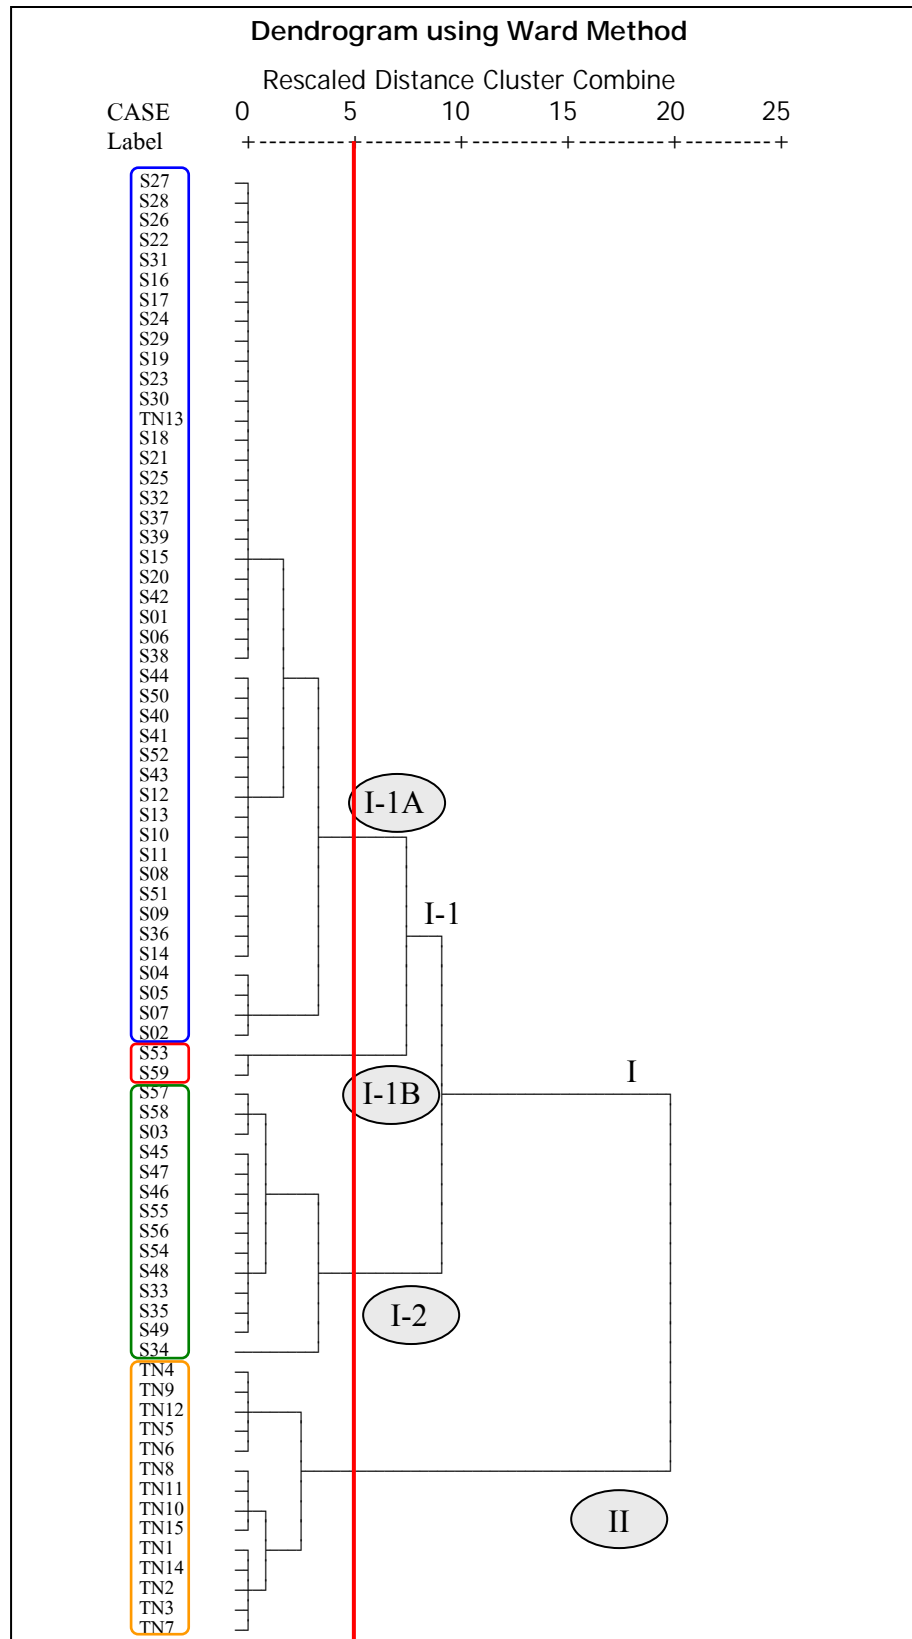 Dendrogram using Ward Method
Rescaled Distance Cluster Combine
CASE 0 5 10 15 20 25
Label +---------+---------+---------+---------+---------+
S27
S28
S26
S22
S31
S16
S17
S24
S29
S19
S23
S30
TN13
S18
S21
S25
S32
S37
S39
S15
S20
S42
S01
S06
S38
S44
S50
S40
S41
S52
S43
S12
I-1A
S13
S10
S11
S08
S51
S09
I-1
S36
S14
S04
S05
S07
S02
S53
S59
I
S57
I-1B
S58
S03
S45
S47
S46
S55
S56
S54
S48
S33
S35
I-2
S49
S34
TN4
TN9
TN12
TN5
TN6
TN8
TN11
TN10
TN15
II
TN1
TN14
TN2
TN3
TN7